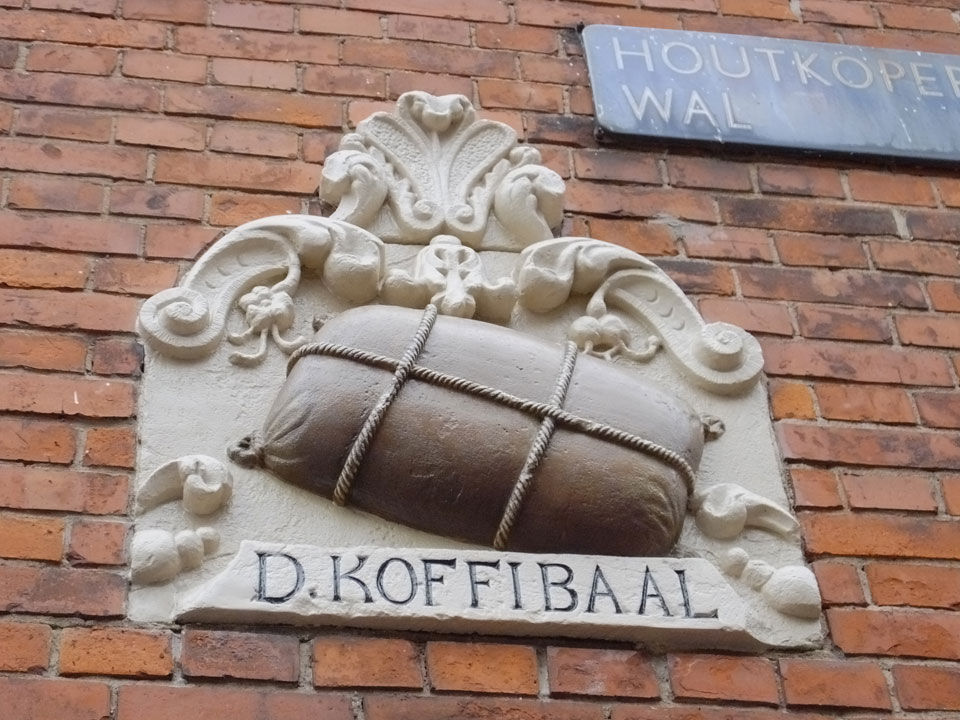 HOUTKOPER
WAL
D. KOFFIBAAL